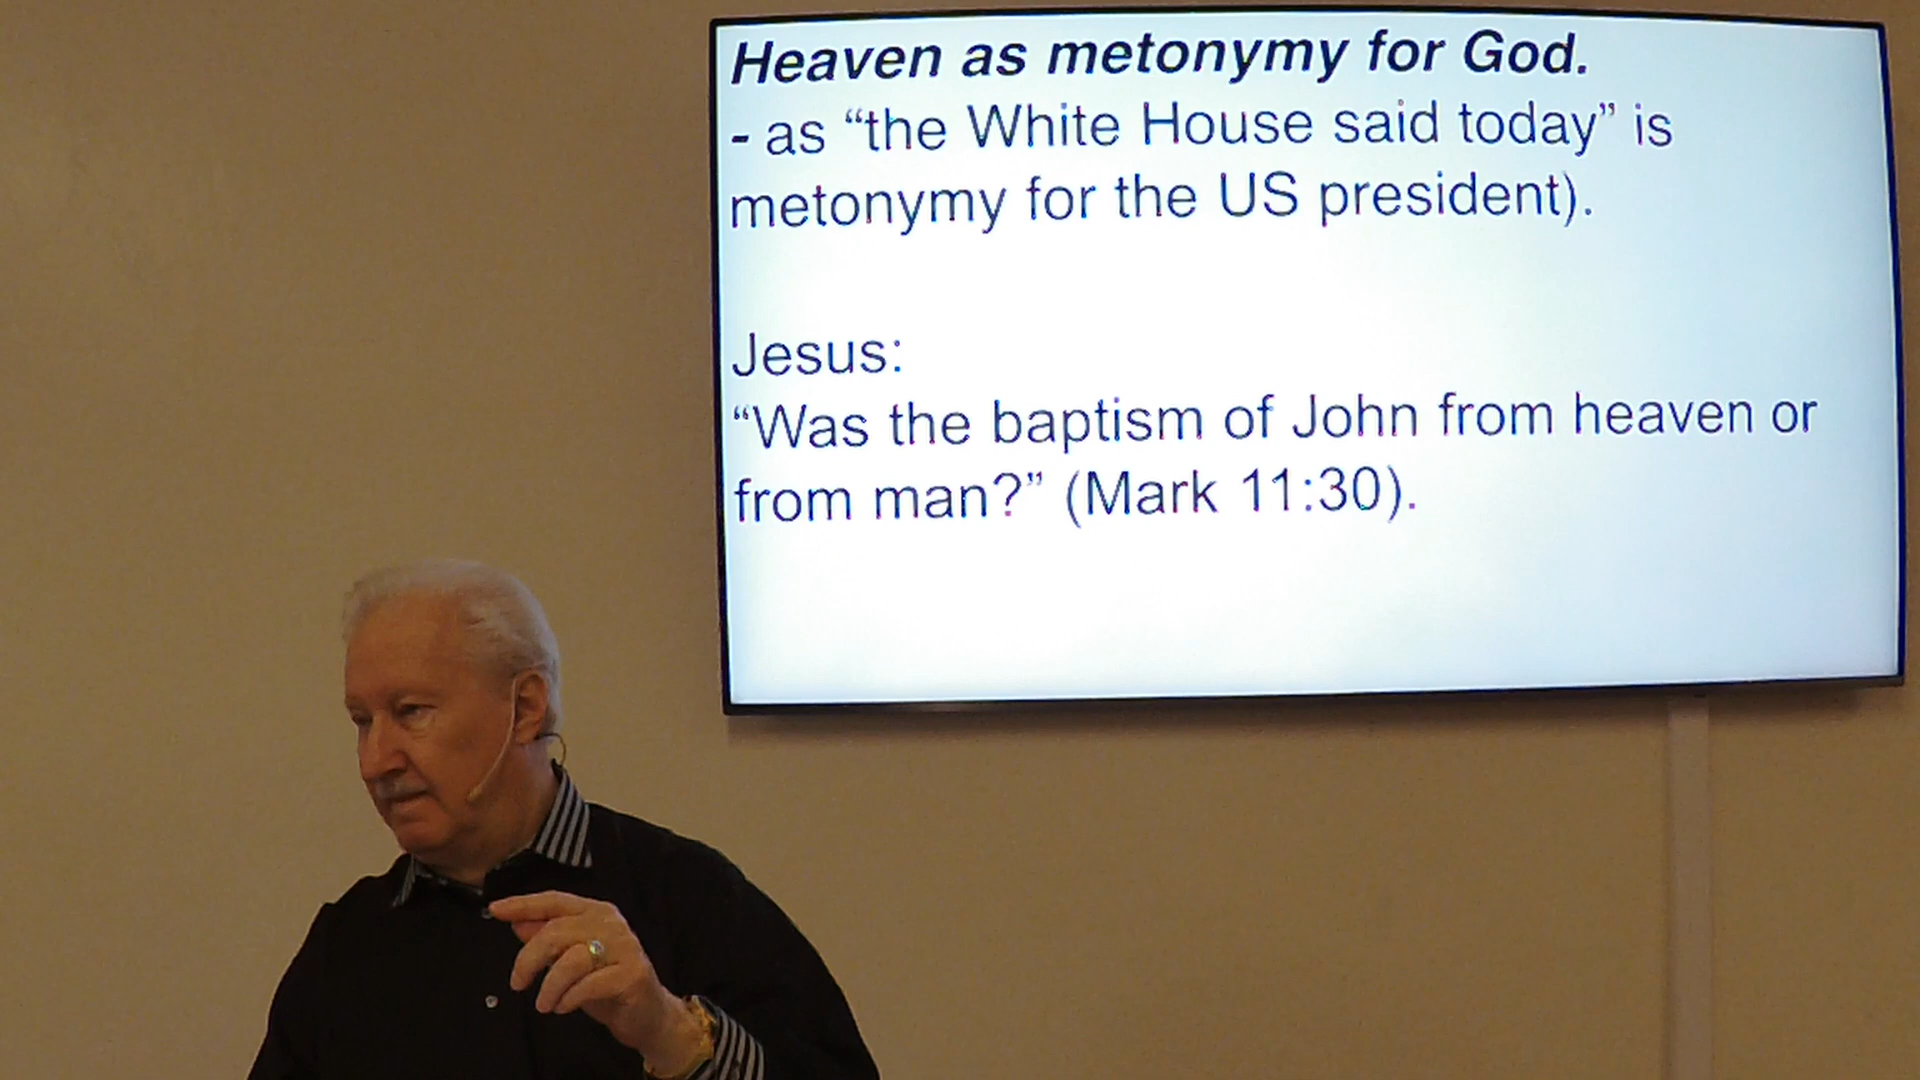 Heaven as metonymy for God.
- as “the White House said today” is
metonymy for the US president).
Jesus:
“Was the baptism of John from heaven or
from man?” (Mark 11:30).